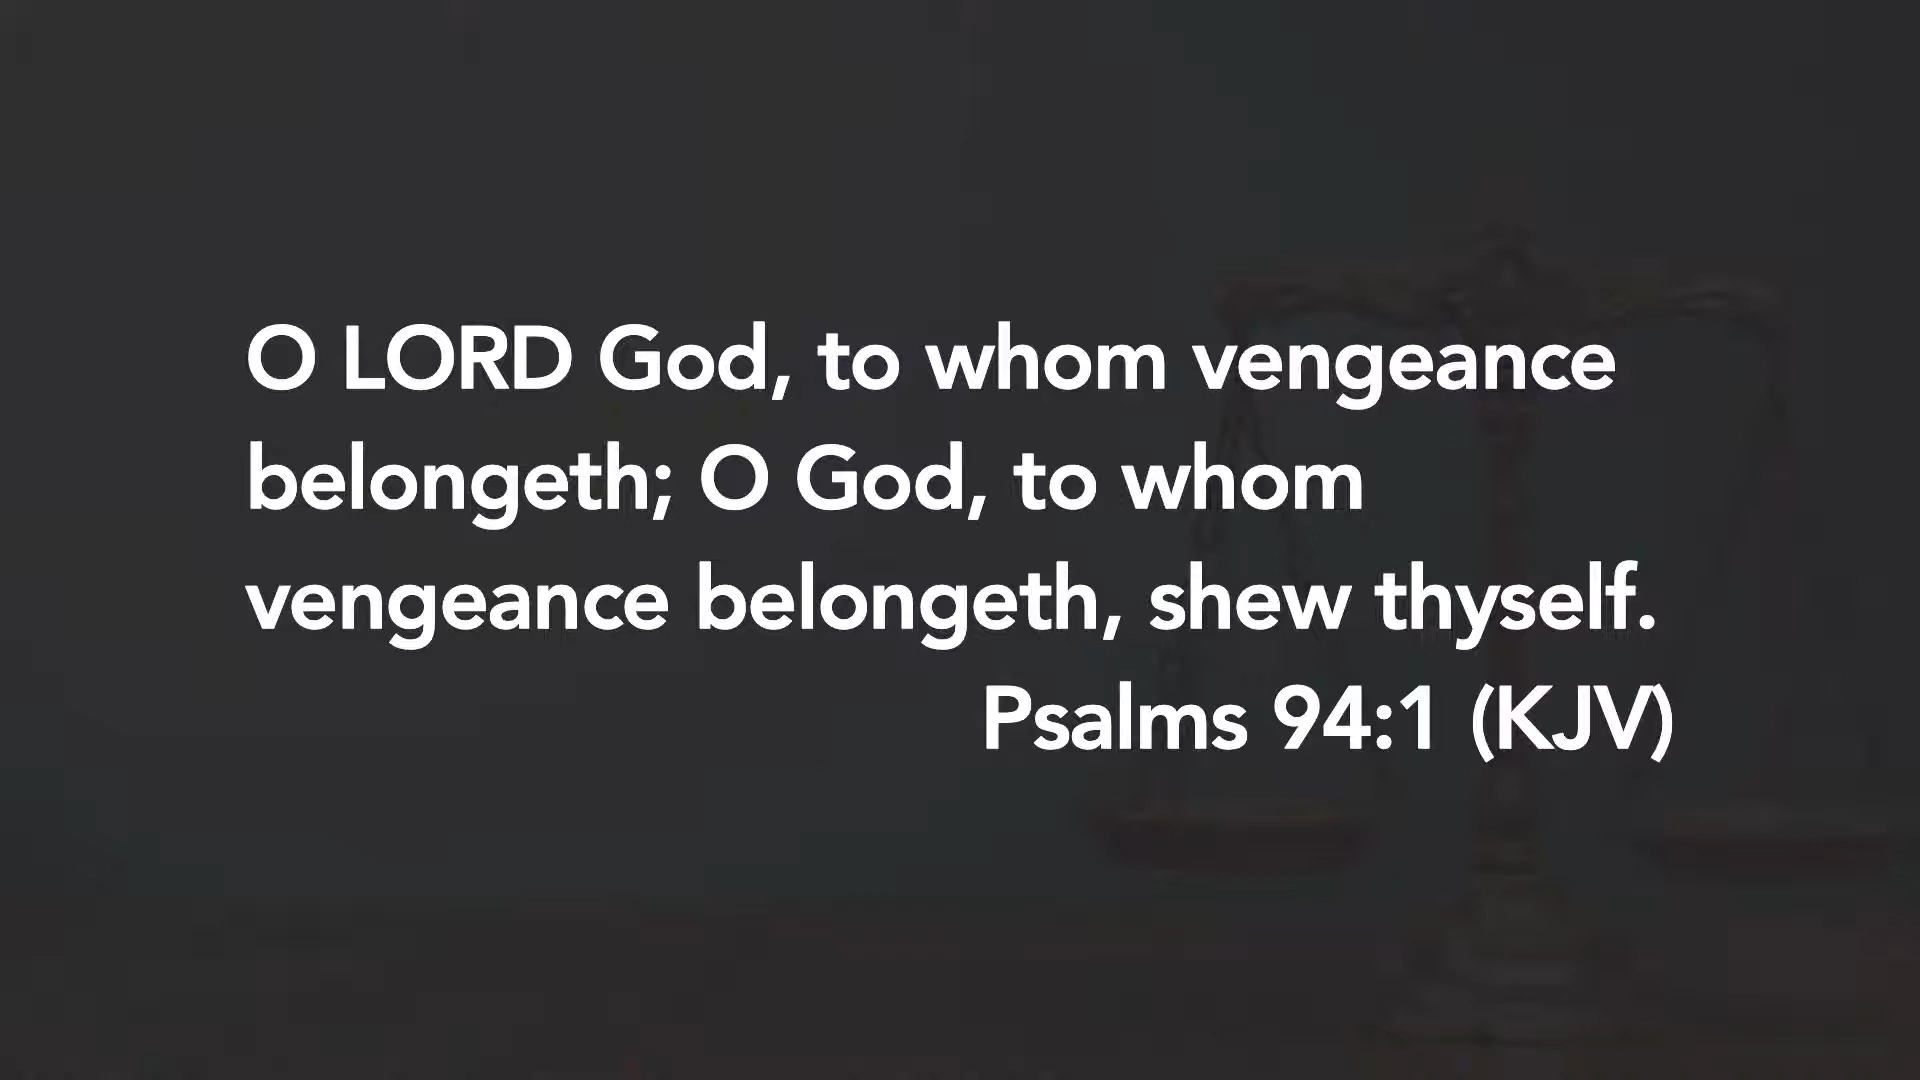 O LORD God, to whom vengeance
belongeth; O God, to whom
vengeance belongeth, shew thyself.
Psalms 94:1 (KJV)